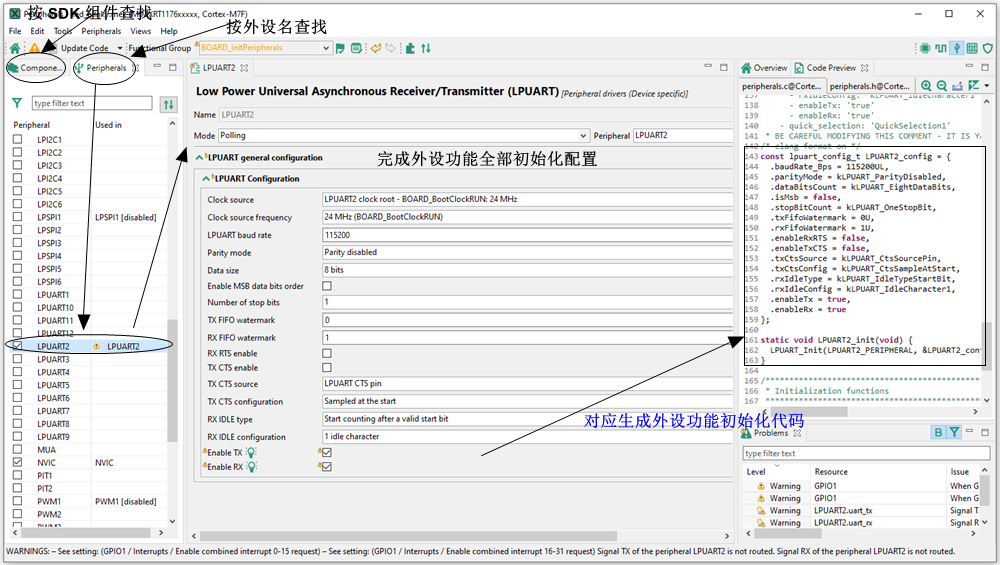 按 SDK 组件查找
按外设名查找
MIMXRT1176xxxxx, Cortex-M7F)
File Edit Tools Peripherals Views Help
Update Code Functional Group BOARD_InitPeripherals
Compone...
Peripherals
type filter text
Peripheral Used in
LPI2C1
LPI2C2
LPI2C3
LPI2C4
LPI2C5
LPI2C6
LPSPI1 LPSPI1 [disabled]
LPSPI2
LPSPI3
LPSPI4
LPSPI5
LPSPI6
LPUART1
LPUART10
LPUART11
LPUART12
LPUART2 LPUART2
LPUART3
LPUART4
LPUART5
LPUART6
LPUART7
LPUART8
LPUART9
MUA
NVIC NVIC
PIT1
PIT2
PWM1 PWM1 [disabled]
PWM2
PWM3
LPUART2
Low Power Universal Asynchronous Receiver/Transmitter (LPUART) [Peripheral drivers (Device specific)]
Name LPUART2
Mode Polling Peripheral LPUART2
LPUART general configuration
完成外设功能全部初始化配置
LPUART Configuration
Clock source LPUART2 clock root - BOARD_BootClockRUN: 24 MHz
Clock source frequency 24 MHz (BOARD_BootClockRUN)
LPUART baud rate 115200
Parity mode Parity disabled
Data size 8 bits
Enable MSB data bits order
Number of stop bits 1
TX FIFO watermark 0
RX FIFO watermark 1
RX RTS enable
TX CTS enable
TX CTS source LPUART CTS pin
TX CTS configuration Sampled at the start
RX IDLE type Start counting after a valid start bit
RX IDLE configuration 1 idle character
Enable TX
Enable RX
对应生成外设功能初始化代码
Overview Code Preview
peripherals.c@Corte... peripherals.h@Corte...
137 - rxIdleConfig: 'kLPUART_IdleCharacter1'
138 - enableTx: 'true'
139 - enableRx: 'true'
140 - quick_selection: 'QuickSelection1'
141 * BE CAREFUL MODIFYING THIS COMMENT - IT IS YA
142 /* clang-format on */
143 const lpuart_config_t LPUART2_config = {
144 .baudRate_Bps = 115200UL,
145 .parityMode = kLPUART_ParityDisabled,
146 .dataBitsCount = kLPUART_EightDataBits,
147 .isMsb = false,
148 .stopBitCount = kLPUART_OneStopBit,
149 .txFifoWatermark = 0U,
150 .rxFifoWatermark = 1U,
151 .enableRxRTS = false,
152 .enableTxCTS = false,
153 .txCtsSource = kLPUART_CtsSourcePin,
154 .txCtsConfig = kLPUART_CtsSampleAtStart,
155 .rxIdleType = kLPUART_IdleTypeStartBit,
156 .rxIdleConfig = kLPUART_IdleCharacter1,
157 .enableTx = true,
158 .enableRx = true
159 };
160
161 static void LPUART2_init(void) {
162 LPUART_Init(LPUART2_PERIPHERAL, &LPUART2_con
163 }
164
165 /*******************************************
166 * Initialization functions
167 *******************************************
Problems
type filter text
Level Resource Issue
Warning GPIO1 When G
Warning GPIO1 When G
Warning LPUART2.uart_tx Signal T
Warning LPUART2.uart_rx Signal R
WARNINGS: – See setting: (GPIO1 / Interrupts / Enable combined interrupt 0-15 request) – See setting: (GPIO1 / Interrupts / Enable combined interrupt 16-31 request) Signal TX of the peripheral LPUART2 is not routed. Signal RX of the peripheral LPUART2 is not routed.